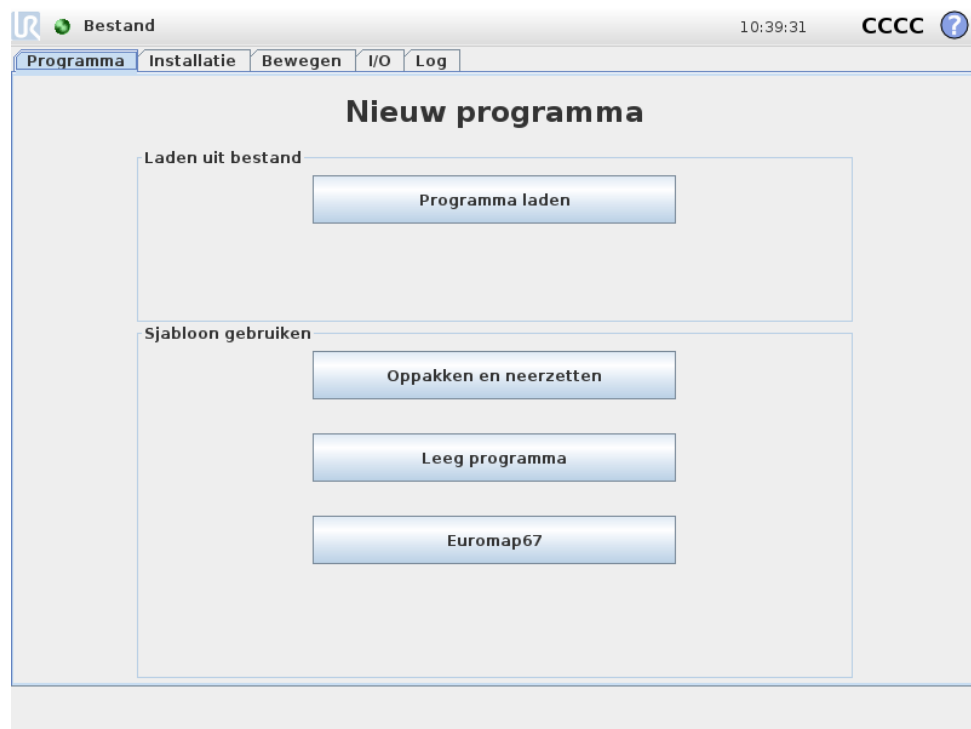 UR Bestand 10:39:31 CCCC ?
Programma Installatie Bewegen I/O Log
Nieuw programma
Laden uit bestand
Programma laden
Sjabloon gebruiken
Oppakken en neerzetten
Leeg programma
Euromap67